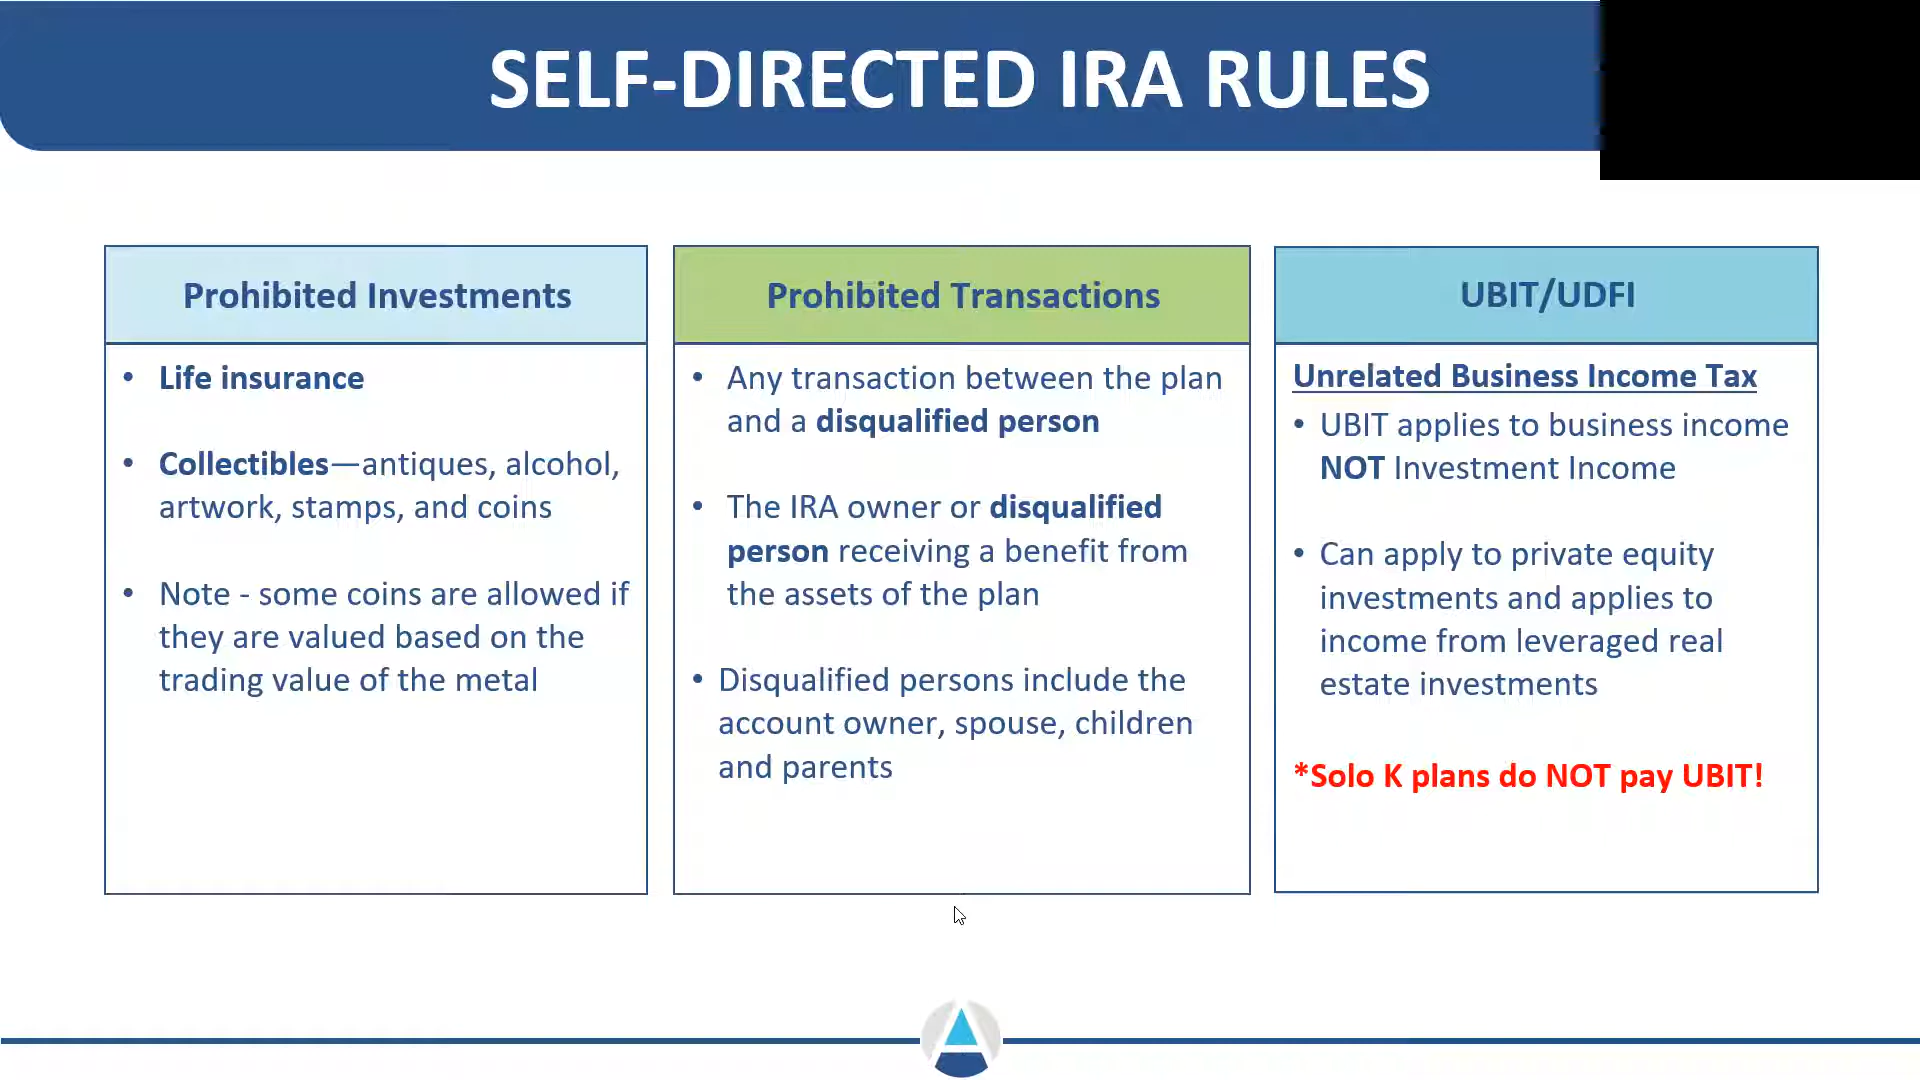 SELF-DIRECTED IRA RULES
Prohibited Investments
• Life insurance
• Collectibles—antiques, alcohol,
artwork, stamps, and coins
• Note - some coins are allowed if
they are valued based on the
trading value of the metal
Prohibited Transactions
• Any transaction between the plan
and a disqualified person
• The IRA owner or disqualified
person receiving a benefit from
the assets of the plan
• Disqualified persons include the
account owner, spouse, children
and parents
UBIT/UDFI
Unrelated Business Income Tax
• UBIT applies to business income
NOT Investment Income
• Can apply to private equity
investments and applies to
income from leveraged real
estate investments
*Solo K plans do NOT pay UBIT!